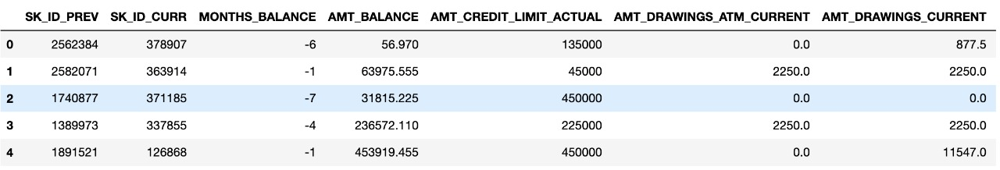 SK_ID_PREV SK_ID_CURR MONTHS_BALANCE AMT_BALANCE AMT_CREDIT_LIMIT_ACTUAL AMT_DRAWINGS_ATM_CURRENT AMT_DRAWINGS_CURRENT
0 2562384 378907 -6 56.970 135000 0.0 877.5
1 2582071 363914 -1 63975.555 45000 2250.0 2250.0
2 1740877 371185 -7 31815.225 450000 0.0 0.0
3 1389973 337855 -4 236572.110 225000 2250.0 2250.0
4 1891521 126868 -1 453919.455 450000 0.0 11547.0